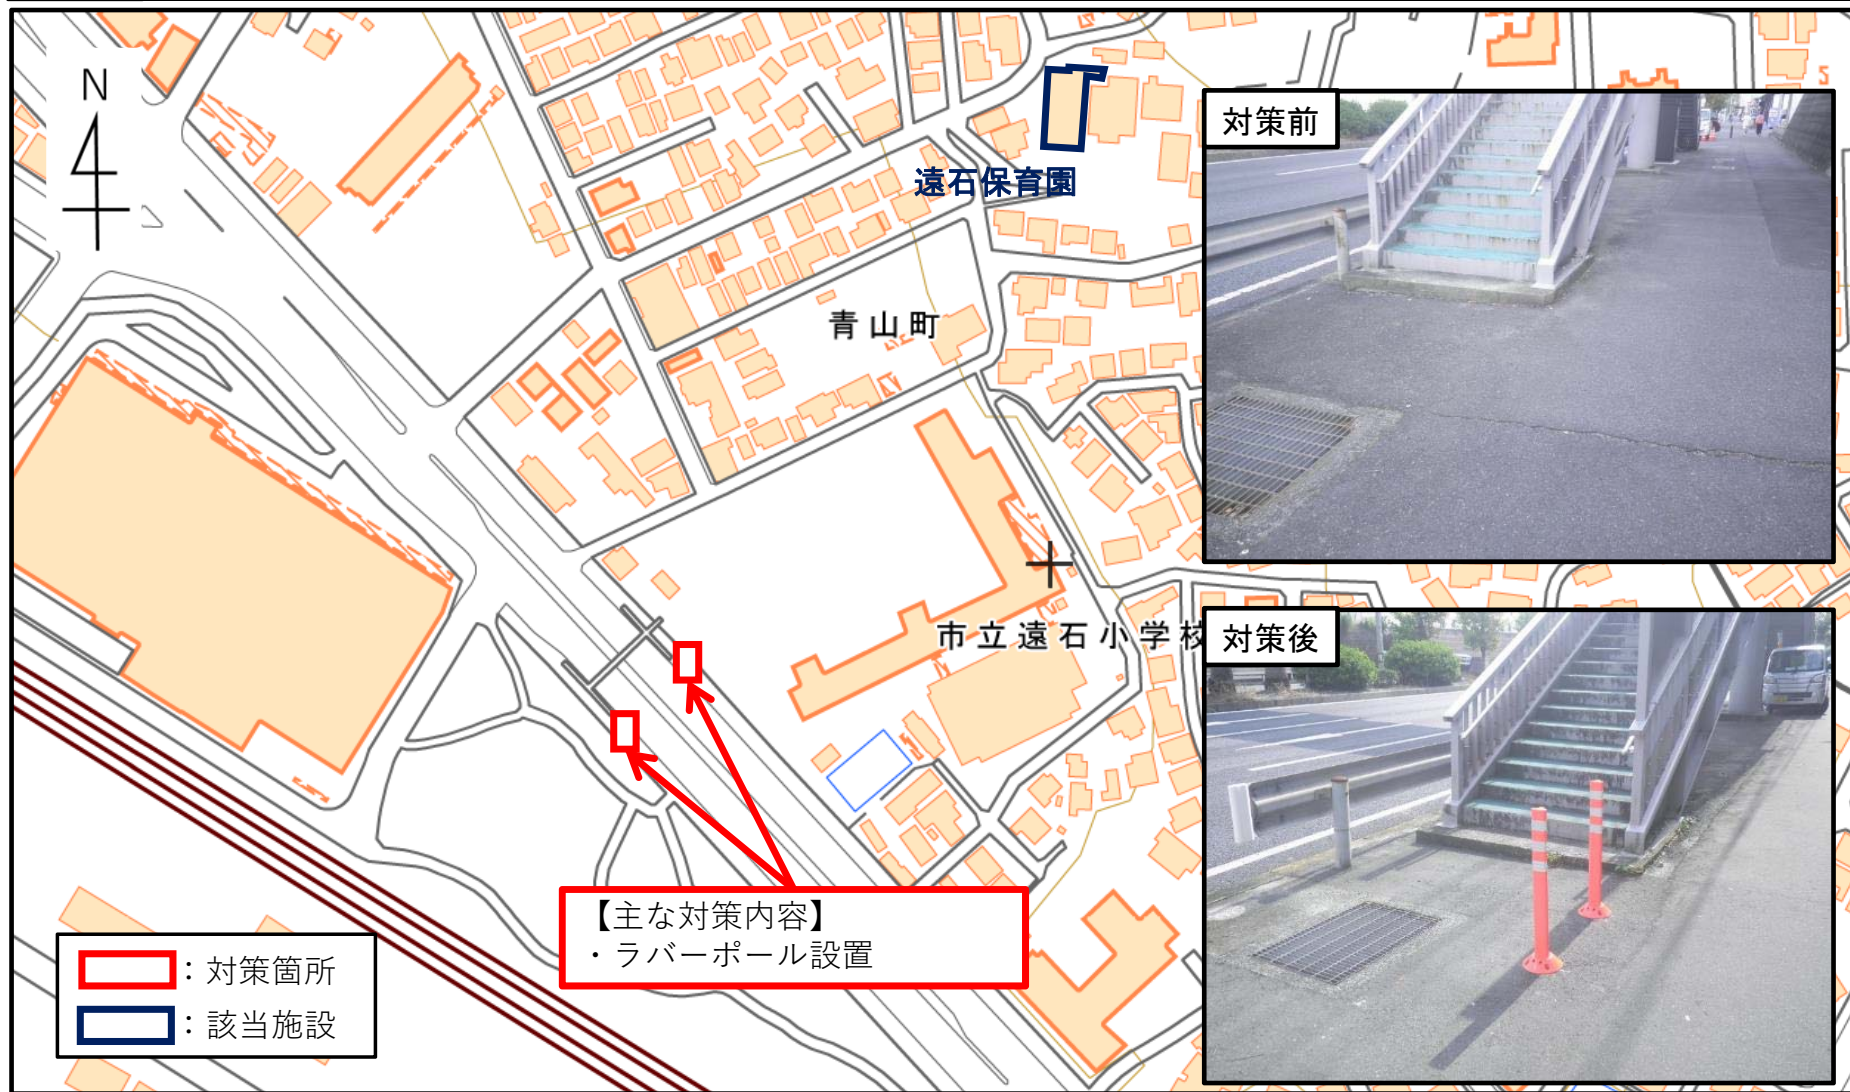 N
対策前
遠石保育園
青山町
市立遠石小学校
対策後
【主な対策内容】
・ラバーポール設置
：対策箇所
：該当施設